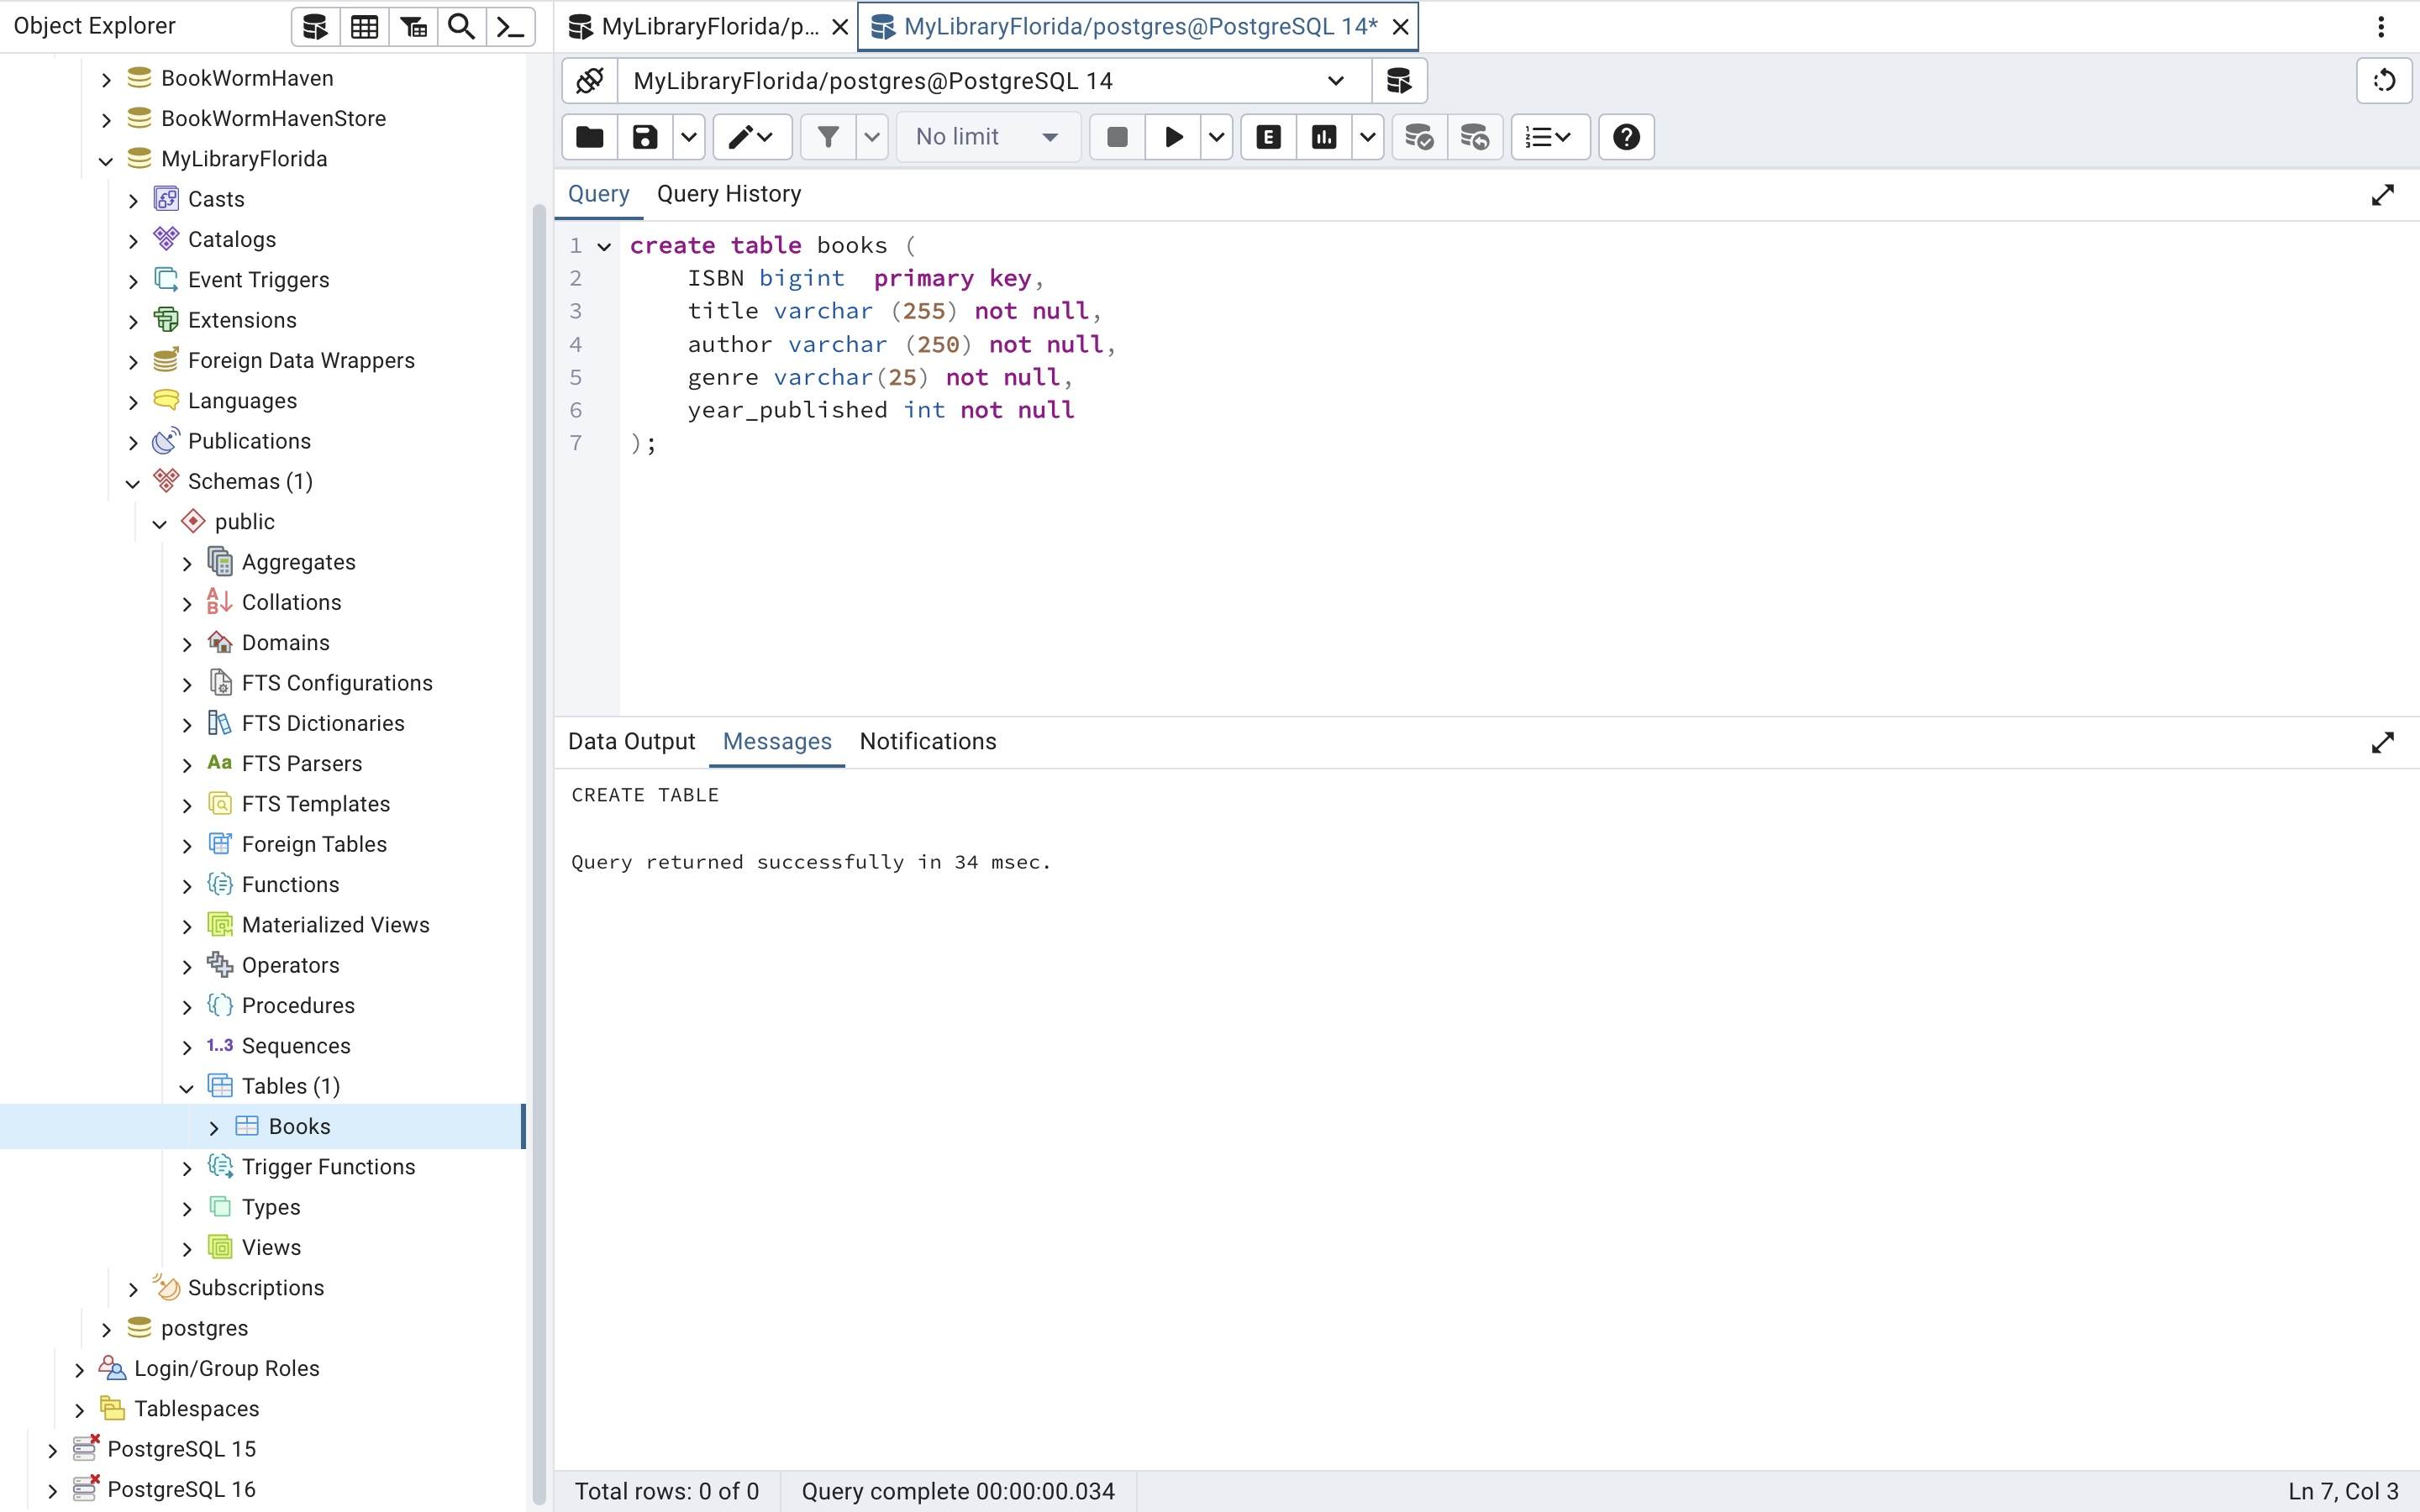 Object Explorer
BookWormHaven
BookWormHavenStore
MyLibraryFlorida
Casts
Catalogs
Event Triggers
Extensions
Foreign Data Wrappers
Languages
Publications
Schemas (1)
public
Aggregates
A
B
Collations
Domains
FTS Configurations
FTS Dictionaries
Aa FTS Parsers
FTS Templates
Foreign Tables
Functions
Materialized Views
Operators
Procedures
1..3 Sequences
Tables (1)
Books
Trigger Functions
Types
Views
Subscriptions
postgres
Login/Group Roles
Tablespaces
PostgreSQL 15
PostgreSQL 16
MyLibraryFlorida/p...
MyLibraryFlorida/postgres@PostgreSQL 14*
MyLibraryFlorida/postgres@PostgreSQL 14
No limit
E
Query Query History
1 create table books (
2 ISBN bigint  primary key,
3 title varchar (255) not null,
4 author varchar (250) not null,
5 genre varchar(25) not null,
6 year_published int not null
7 );
Data Output Messages Notifications
CREATE TABLE
Query returned successfully in 34 msec.
Total rows: 0 of 0 Query complete 00:00:00.034 Ln 7, Col 3